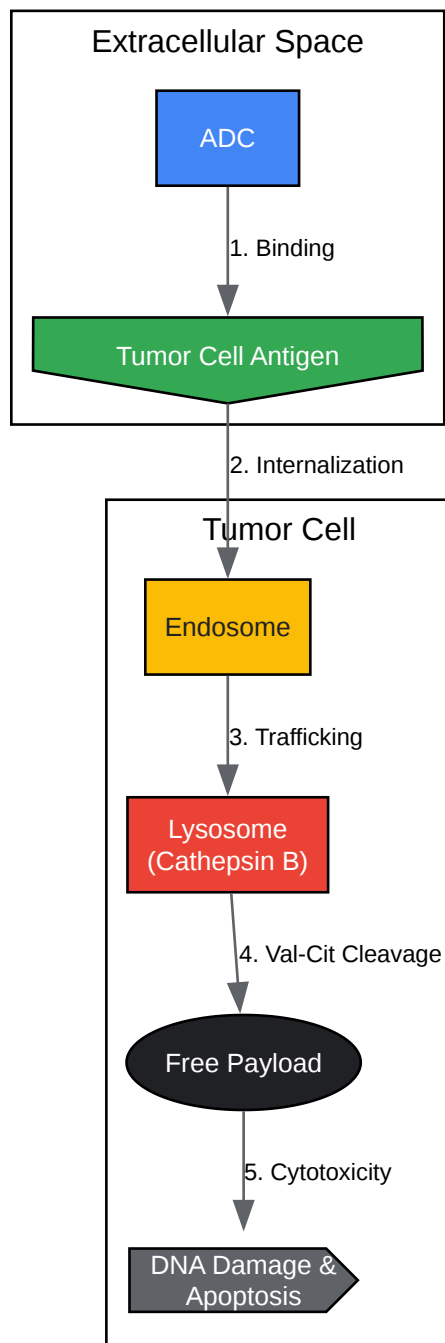 Extracellular Space
ADC
1. Binding
Tumor Cell Antigen
2. Internalization
Tumor Cell
Endosome
3. Trafficking
Lysosome
(Cathepsin B)
4. Val-Cit Cleavage
Free Payload
5. Cytotoxicity
DNA Damage &
Apoptosis